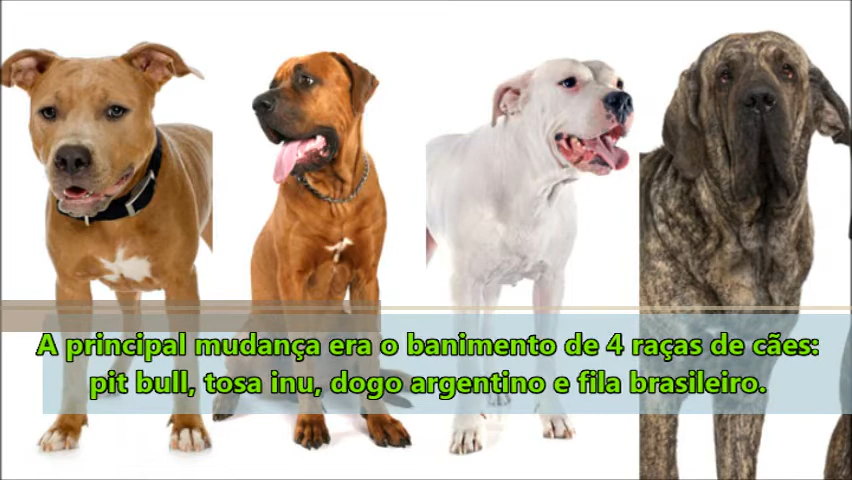 A principal mudança era o banimento de 4 raças de cães:
pit bull, tosa inu, dogo argentino e fila brasileiro.